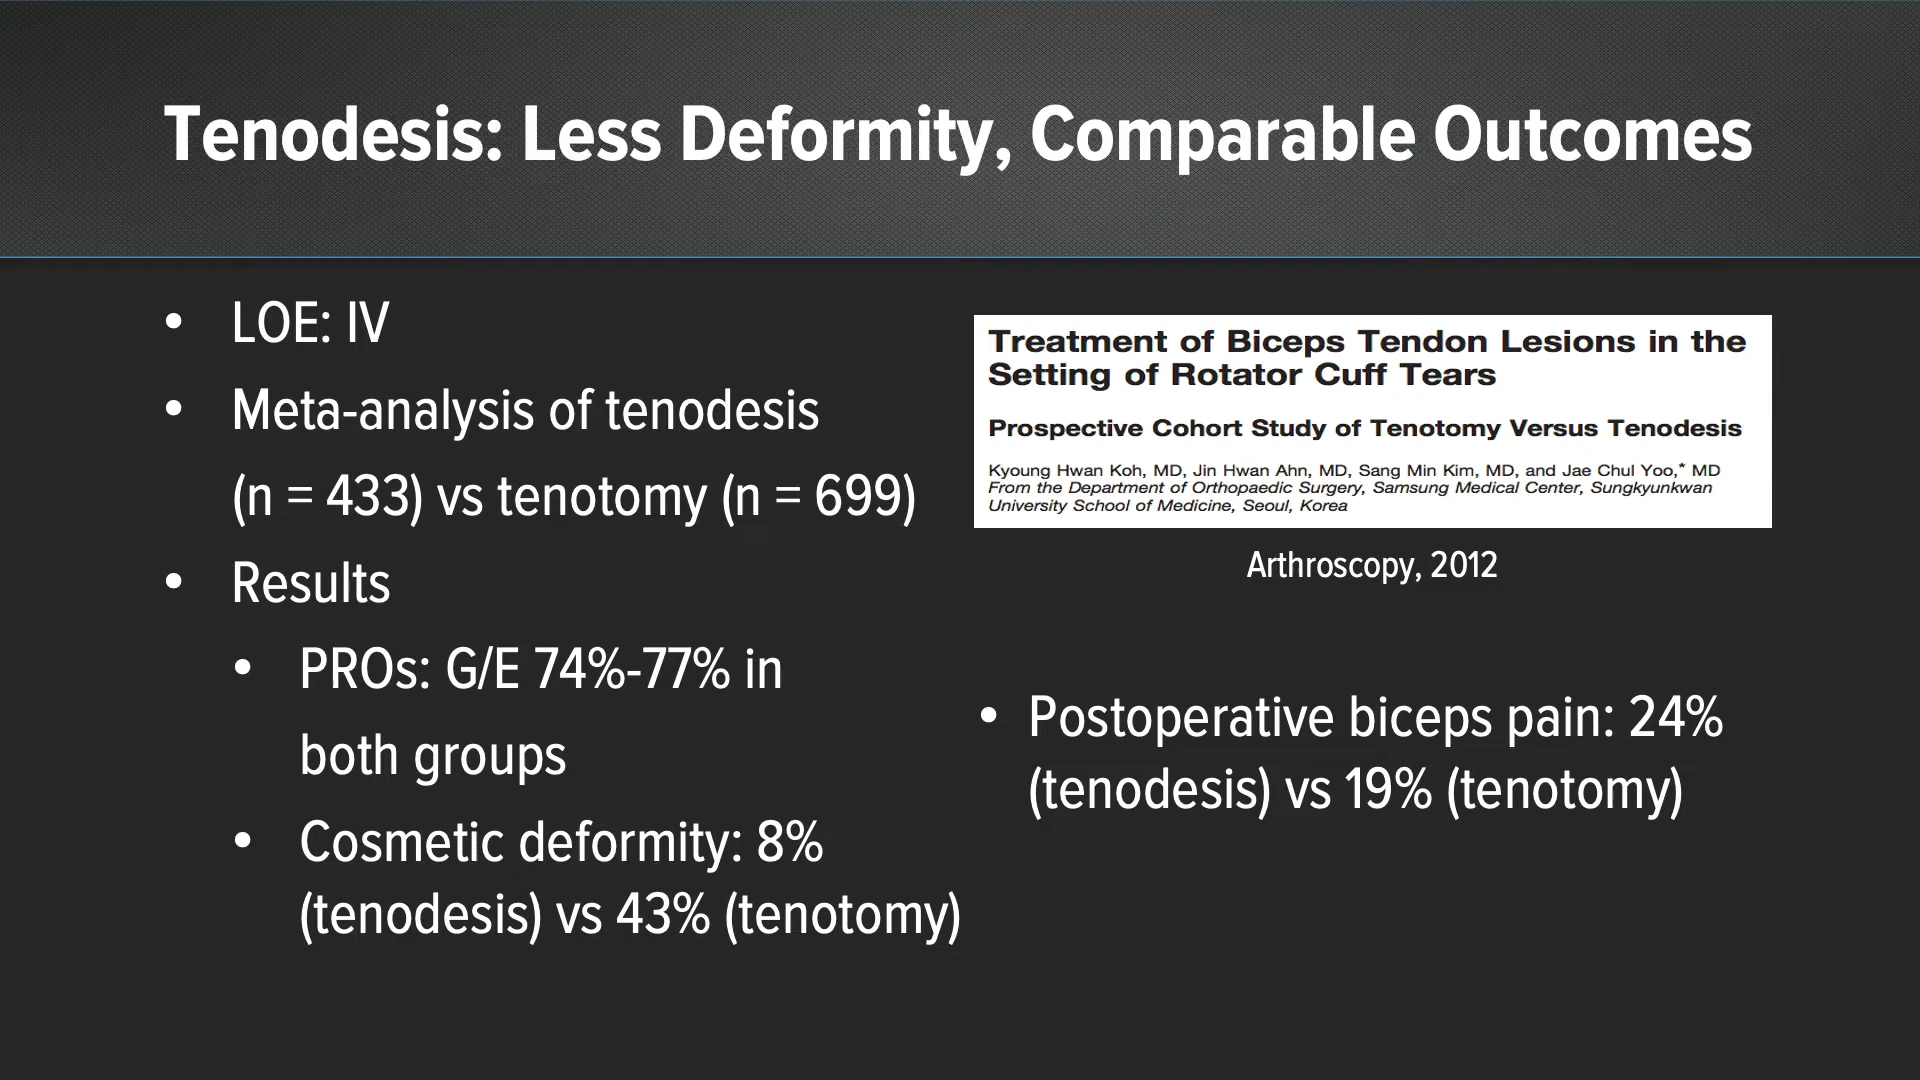 Tenodesis: Less Deformity, Comparable Outcomes
• LOE: IV
• Meta-analysis of tenodesis
(n = 433) vs tenotomy (n = 699)
• Results
• PROs: G/E 74%-77% in
both groups
• Cosmetic deformity: 8%
(tenodesis) vs 43% (tenotomy)
Treatment of Biceps Tendon Lesions in the
Setting of Rotator Cuff Tears
Prospective Cohort Study of Tenotomy Versus Tenodesis
Kyoung Hwan Koh, MD, Jin Hwan Ahn, MD, Sang Min Kim, MD, and Jae Chul Yoo,* MD
From the Department of Orthopaedic Surgery, Samsung Medical Center, Sungkyunkwan
University School of Medicine, Seoul, Korea
Arthroscopy, 2012
• Postoperative biceps pain: 24%
(tenodesis) vs 19% (tenotomy)